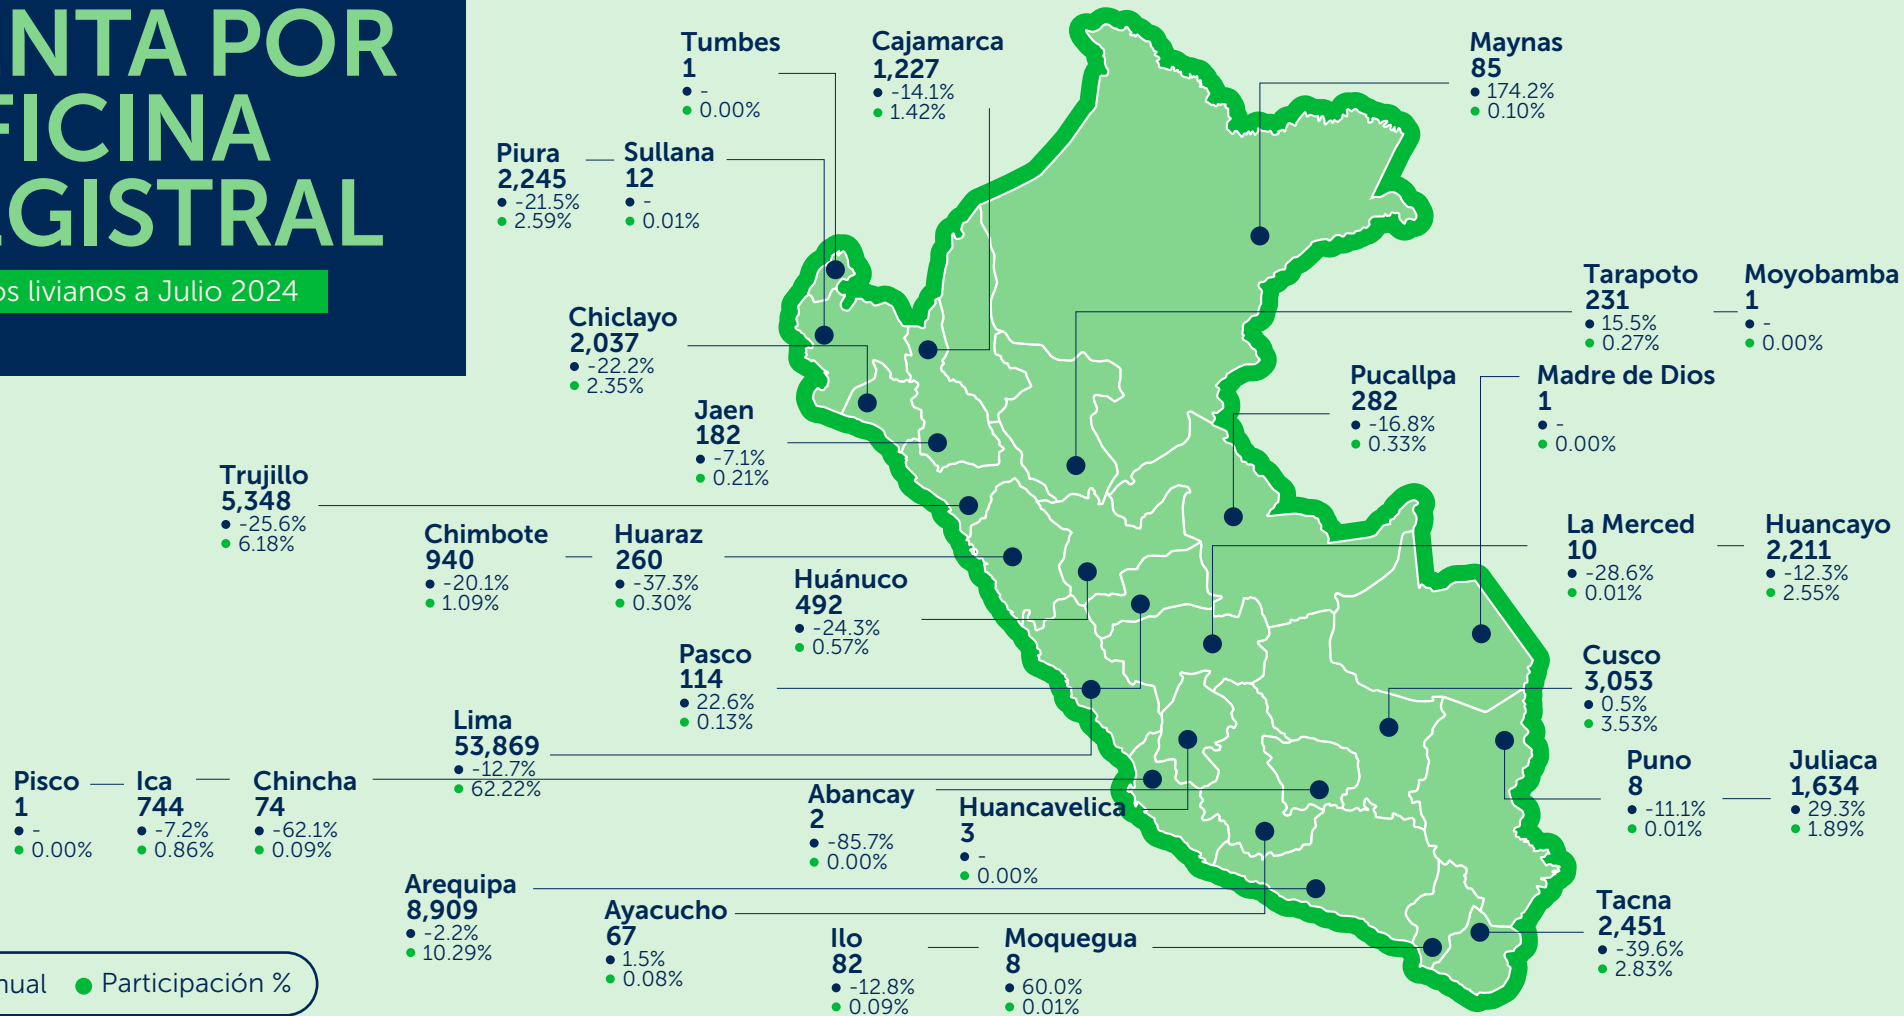 ENTA POR
FICINA
EGISTRAL
os livianos a Julio 2024
Tumbes
1
-
0.00%
Cajamarca
1,227
-14.1%
1.42%
Maynas
85
174.2%
0.10%
Piura
2,245
-21.5%
2.59%
Sullana
12
-
0.01%
Tarapoto
231
15.5%
0.27%
Moyobamba
1
-
0.00%
Chiclayo
2,037
-22.2%
2.35%
Pucallpa
282
-16.8%
0.33%
Madre de Dios
1
-
0.00%
Jaen
182
-7.1%
0.21%
Trujillo
5,348
-25.6%
6.18%
Chimbote
940
-20.1%
1.09%
Huaraz
260
-37.3%
0.30%
La Merced
10
-28.6%
0.01%
Huancayo
2,211
-12.3%
2.55%
Huánuco
492
-24.3%
0.57%
Pasco
114
22.6%
0.13%
Cusco
3,053
0.5%
3.53%
Lima
53,869
-12.7%
62.22%
Pisco
1
-
0.00%
Ica
744
-7.2%
0.86%
Chincha
74
-62.1%
0.09%
Abancay
2
-85.7%
0.00%
Huancavelica
3
-
0.00%
Puno
8
-11.1%
0.01%
Juliaca
1,634
29.3%
1.89%
Arequipa
8,909
-2.2%
10.29%
Ayacucho
67
1.5%
0.08%
Ilo
82
-12.8%
0.09%
Moquegua
8
60.0%
0.01%
Tacna
2,451
-39.6%
2.83%
nual Participación %